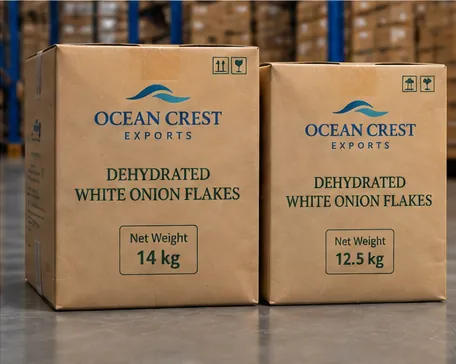 OCEAN CREST
EXPORTS
DEHYDRATED
WHITE ONION FLAKES
Net Weight
14 kg
OCEAN CREST
EXPORTS
DEHYDRATED
WHITE ONION FLAKES
Net Weight
12.5 kg